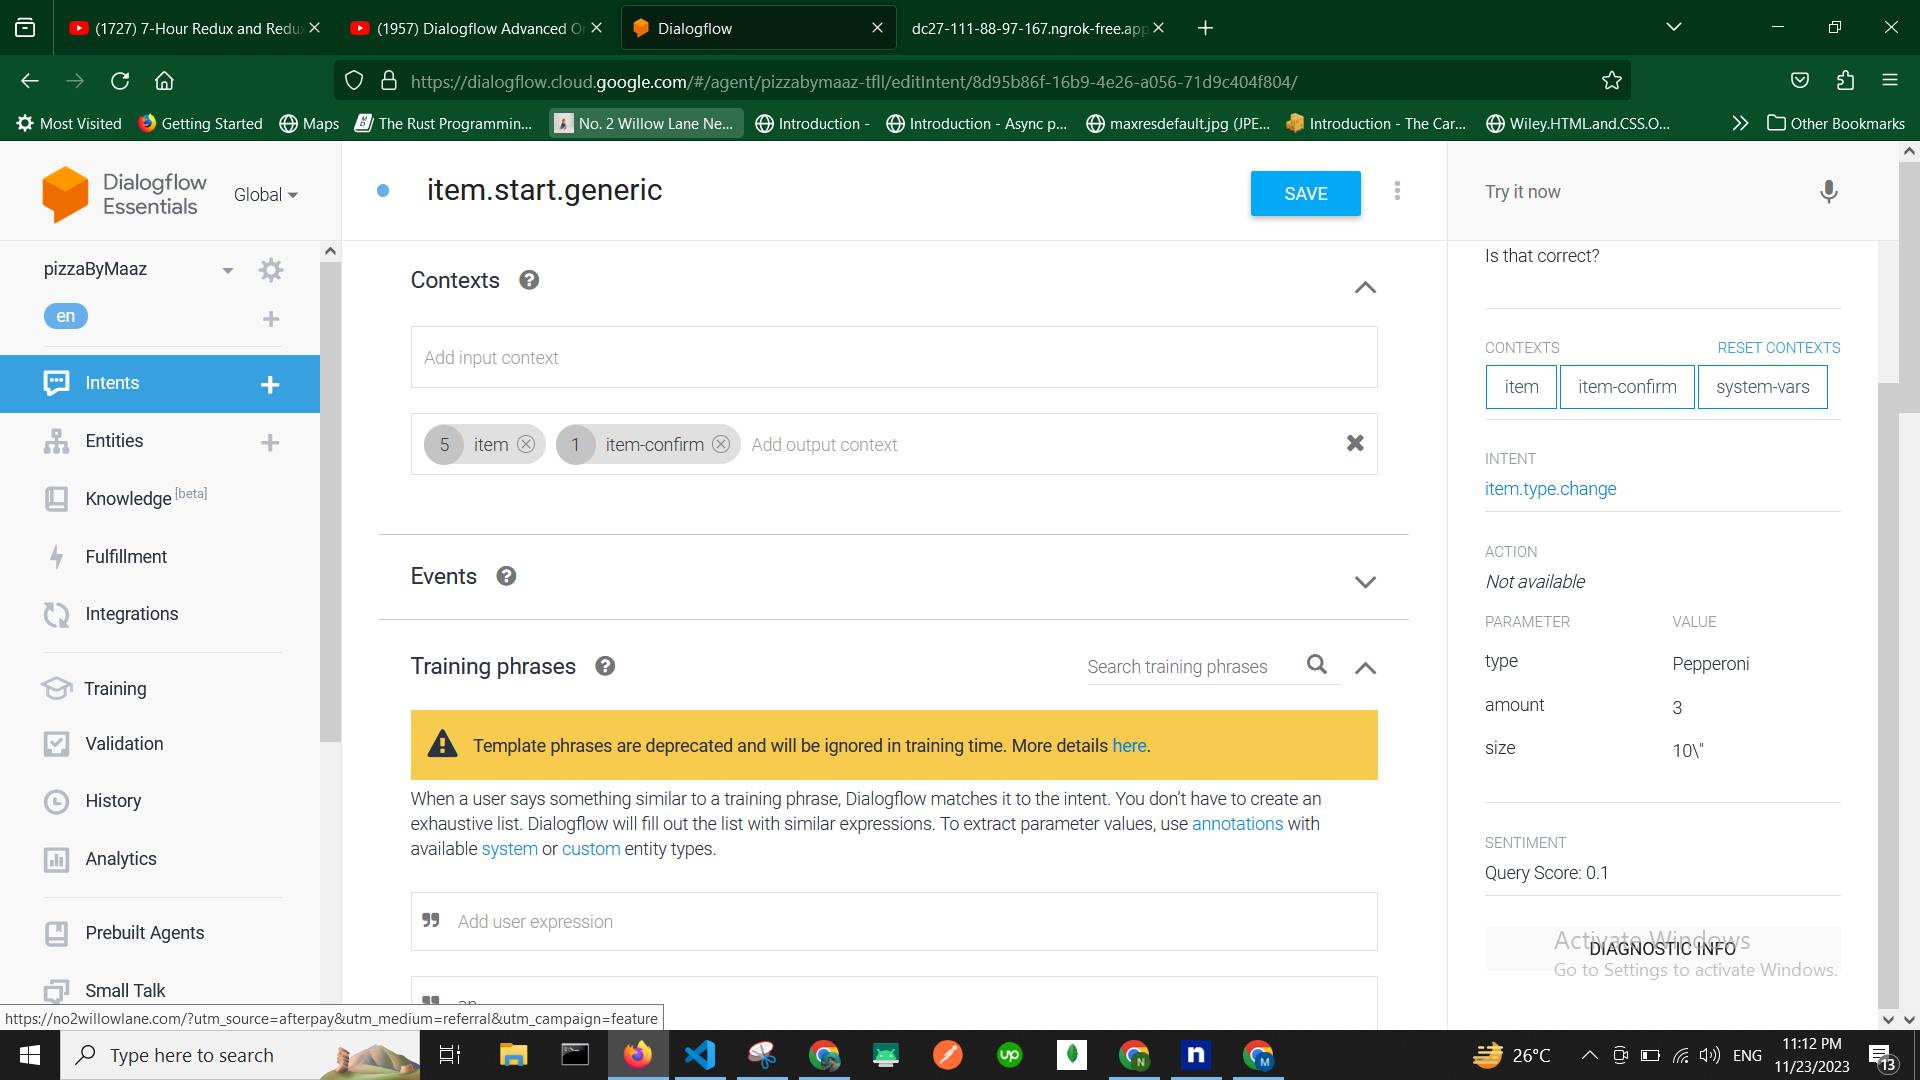 (1727) 7-Hour Redux and Redux
(1957) Dialogflow Advanced Or
Dialogflow
dc27-111-88-97-167.ngrok-free.app
https://dialogflow.cloud.google.com/#/agent/pizzabymaaz-tfll/editIntent/8d95b86f-16b9-4e26-a056-71d9c404f804/
Most Visited
Getting Started
Maps
The Rust Programmin...
No. 2 Willow Lane Ne...
Introduction -
Introduction - Async p...
maxresdefault.jpg (JPE...
Introduction - The Car...
Wiley.HTML.and.CSS.O...
Other Bookmarks
Dialogflow
Essentials
Global
pizzaByMaaz
en
Intents
Entities
Knowledge [beta]
Fulfillment
Integrations
Training
Validation
History
Analytics
Prebuilt Agents
Small Talk
item.start.generic
SAVE
Contexts
Add input context
5 item
1 item-confirm
Add output context
Events
Training phrases
Search training phrases
Template phrases are deprecated and will be ignored in training time. More details here.
When a user says something similar to a training phrase, Dialogflow matches it to the intent. You don't have to create an
exhaustive list. Dialogflow will fill out the list with similar expressions. To extract parameter values, use annotations with
available system or custom entity types.
Add user expression
Try it now
Is that correct?
CONTEXTS
RESET CONTEXTS
item
item-confirm
system-vars
INTENT
item.type.change
ACTION
Not available
PARAMETER VALUE
type Pepperoni
amount 3
size 10\"
SENTIMENT
Query Score: 0.1
DIAGNOSTIC INFO
Activate Windows
Go to Settings to activate Windows.
https://no2willowlane.com/?utm_source=afterpay&utm_medium=referral&utm_campaign=feature
Type here to search
26°C
ENG
11:12 PM
11/23/2023
13